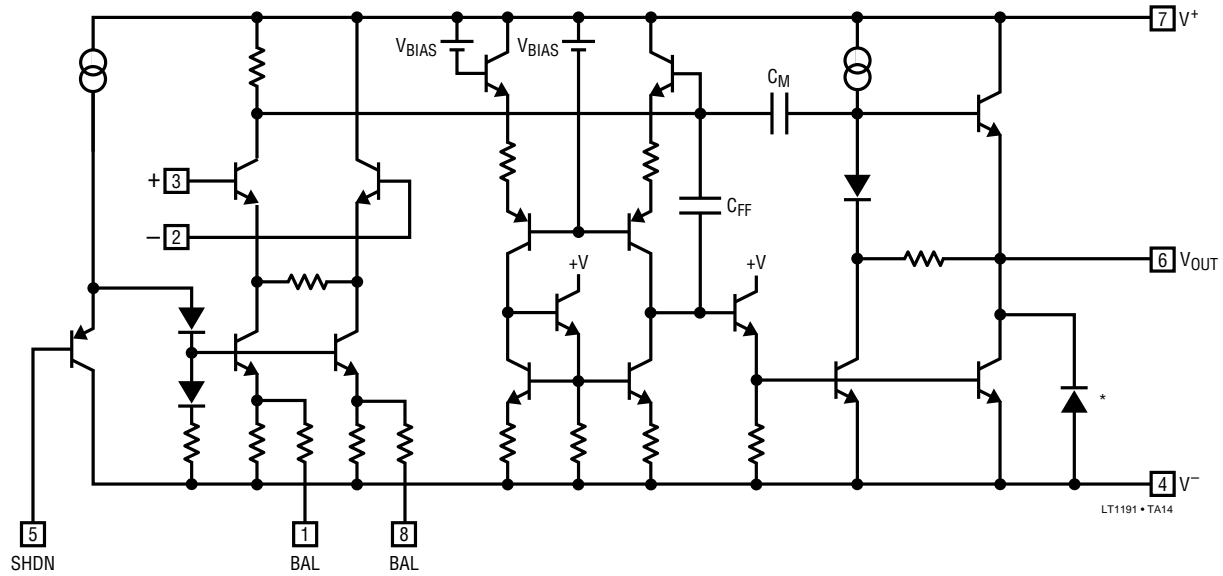 7 V+
VBIAS
VBIAS
CM
+ 3
− 2
CFF
+V
+V
6 VOUT
*
4 V−
LT1191 • TA14
5
SHDN
1
BAL
8
BAL